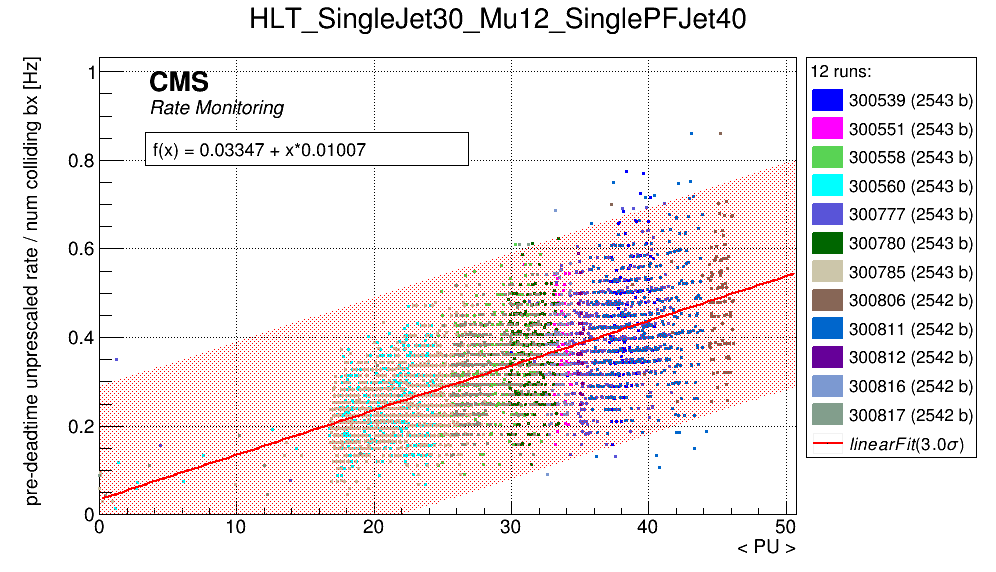 HLT_SingleJet30_Mu12_SinglePFJet40
pre-deadtime unprescaled rate / num colliding bx [Hz]
CMS
Rate Monitoring
f(x) = 0.03347 + x*0.01007
1
0.8
0.6
0.4
0.2
0
0 10 20 30 40 50
< PU >
12 runs:
300539 (2543 b)
300551 (2543 b)
300558 (2543 b)
300560 (2543 b)
300777 (2543 b)
300780 (2543 b)
300785 (2543 b)
300806 (2542 b)
300811 (2542 b)
300812 (2542 b)
300816 (2542 b)
300817 (2542 b)
linearFit(3.0σ)